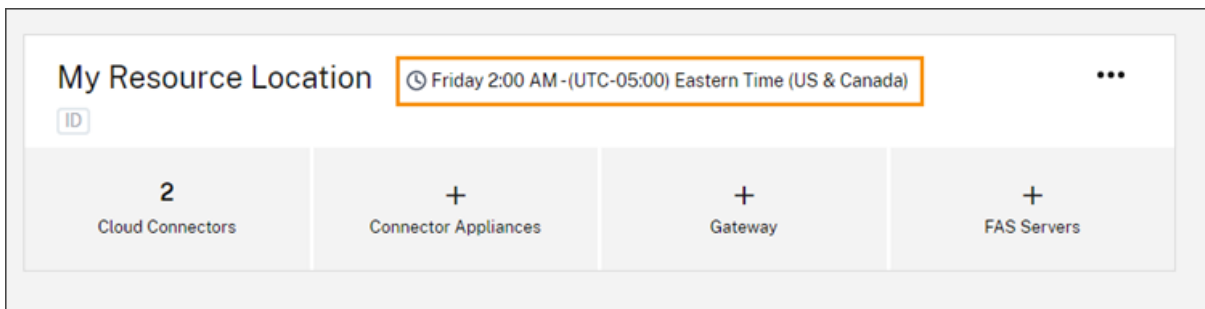 My Resource Location
Friday 2:00 AM -(UTC-05:00) Eastern Time (US & Canada)
ID
2
Cloud Connectors
+
Connector Appliances
+
Gateway
+
FAS Servers